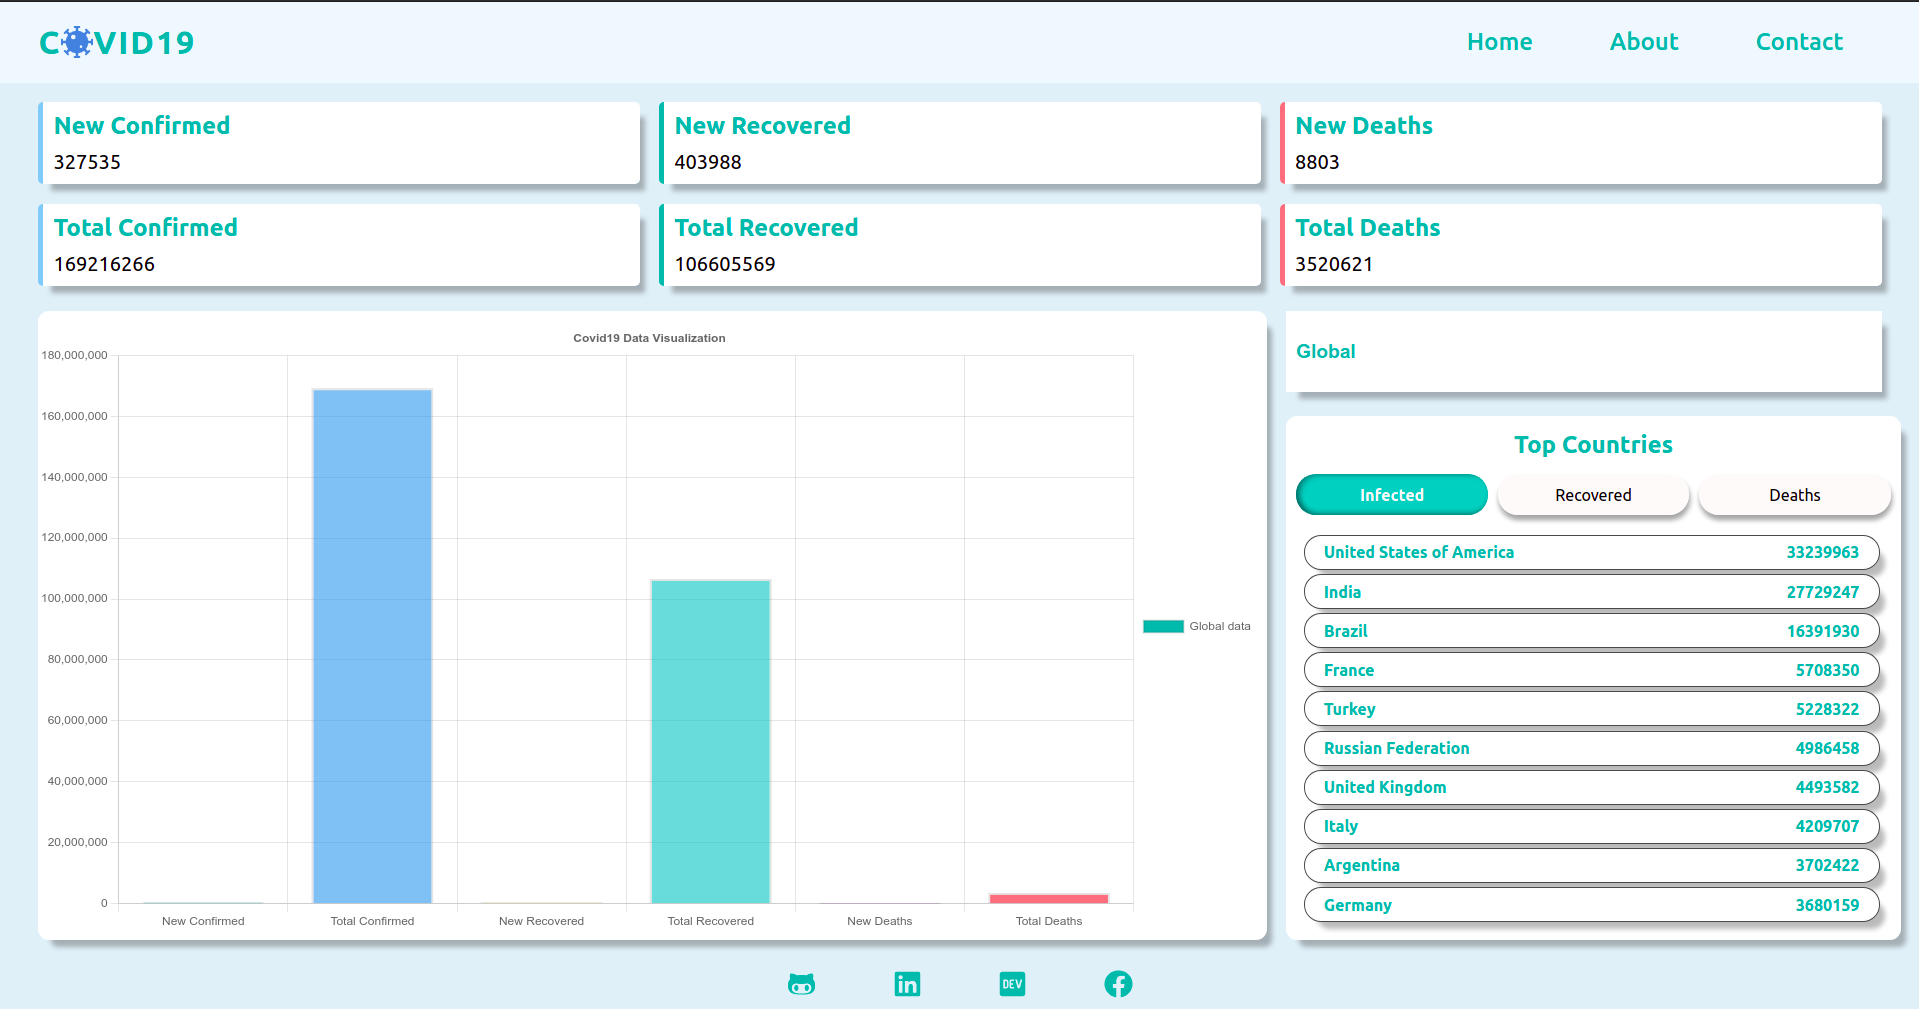 COVID19
Home About Contact
New Confirmed
327535
New Recovered
403988
New Deaths
8803
Total Confirmed
169216266
Total Recovered
106605569
Total Deaths
3520621
Covid19 Data Visualization
180,000,000
160,000,000
140,000,000
120,000,000
100,000,000
80,000,000
60,000,000
40,000,000
20,000,000
0
New Confirmed Total Confirmed New Recovered Total Recovered New Deaths Total Deaths
Global data
Global
Top Countries
Infected Recovered Deaths
United States of America 33239963
India 27729247
Brazil 16391930
France 5708350
Turkey 5228322
Russian Federation 4986458
United Kingdom 4493582
Italy 4209707
Argentina 3702422
Germany 3680159
in DEV f